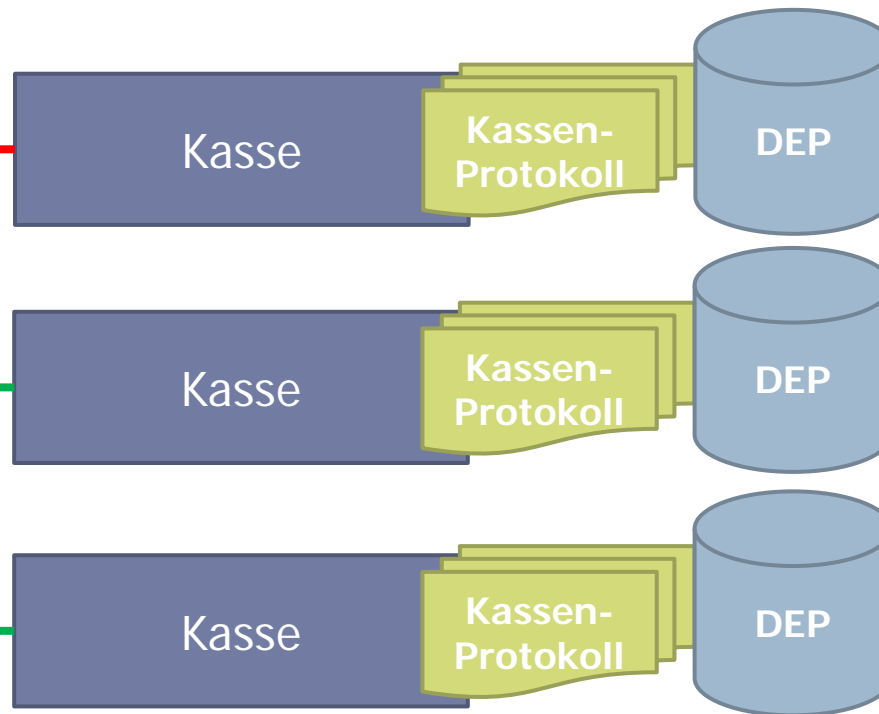 Kasse
Kassen-
Protokoll
DEP
Kasse
Kassen-
Protokoll
DEP
Kasse
Kassen-
Protokoll
DEP